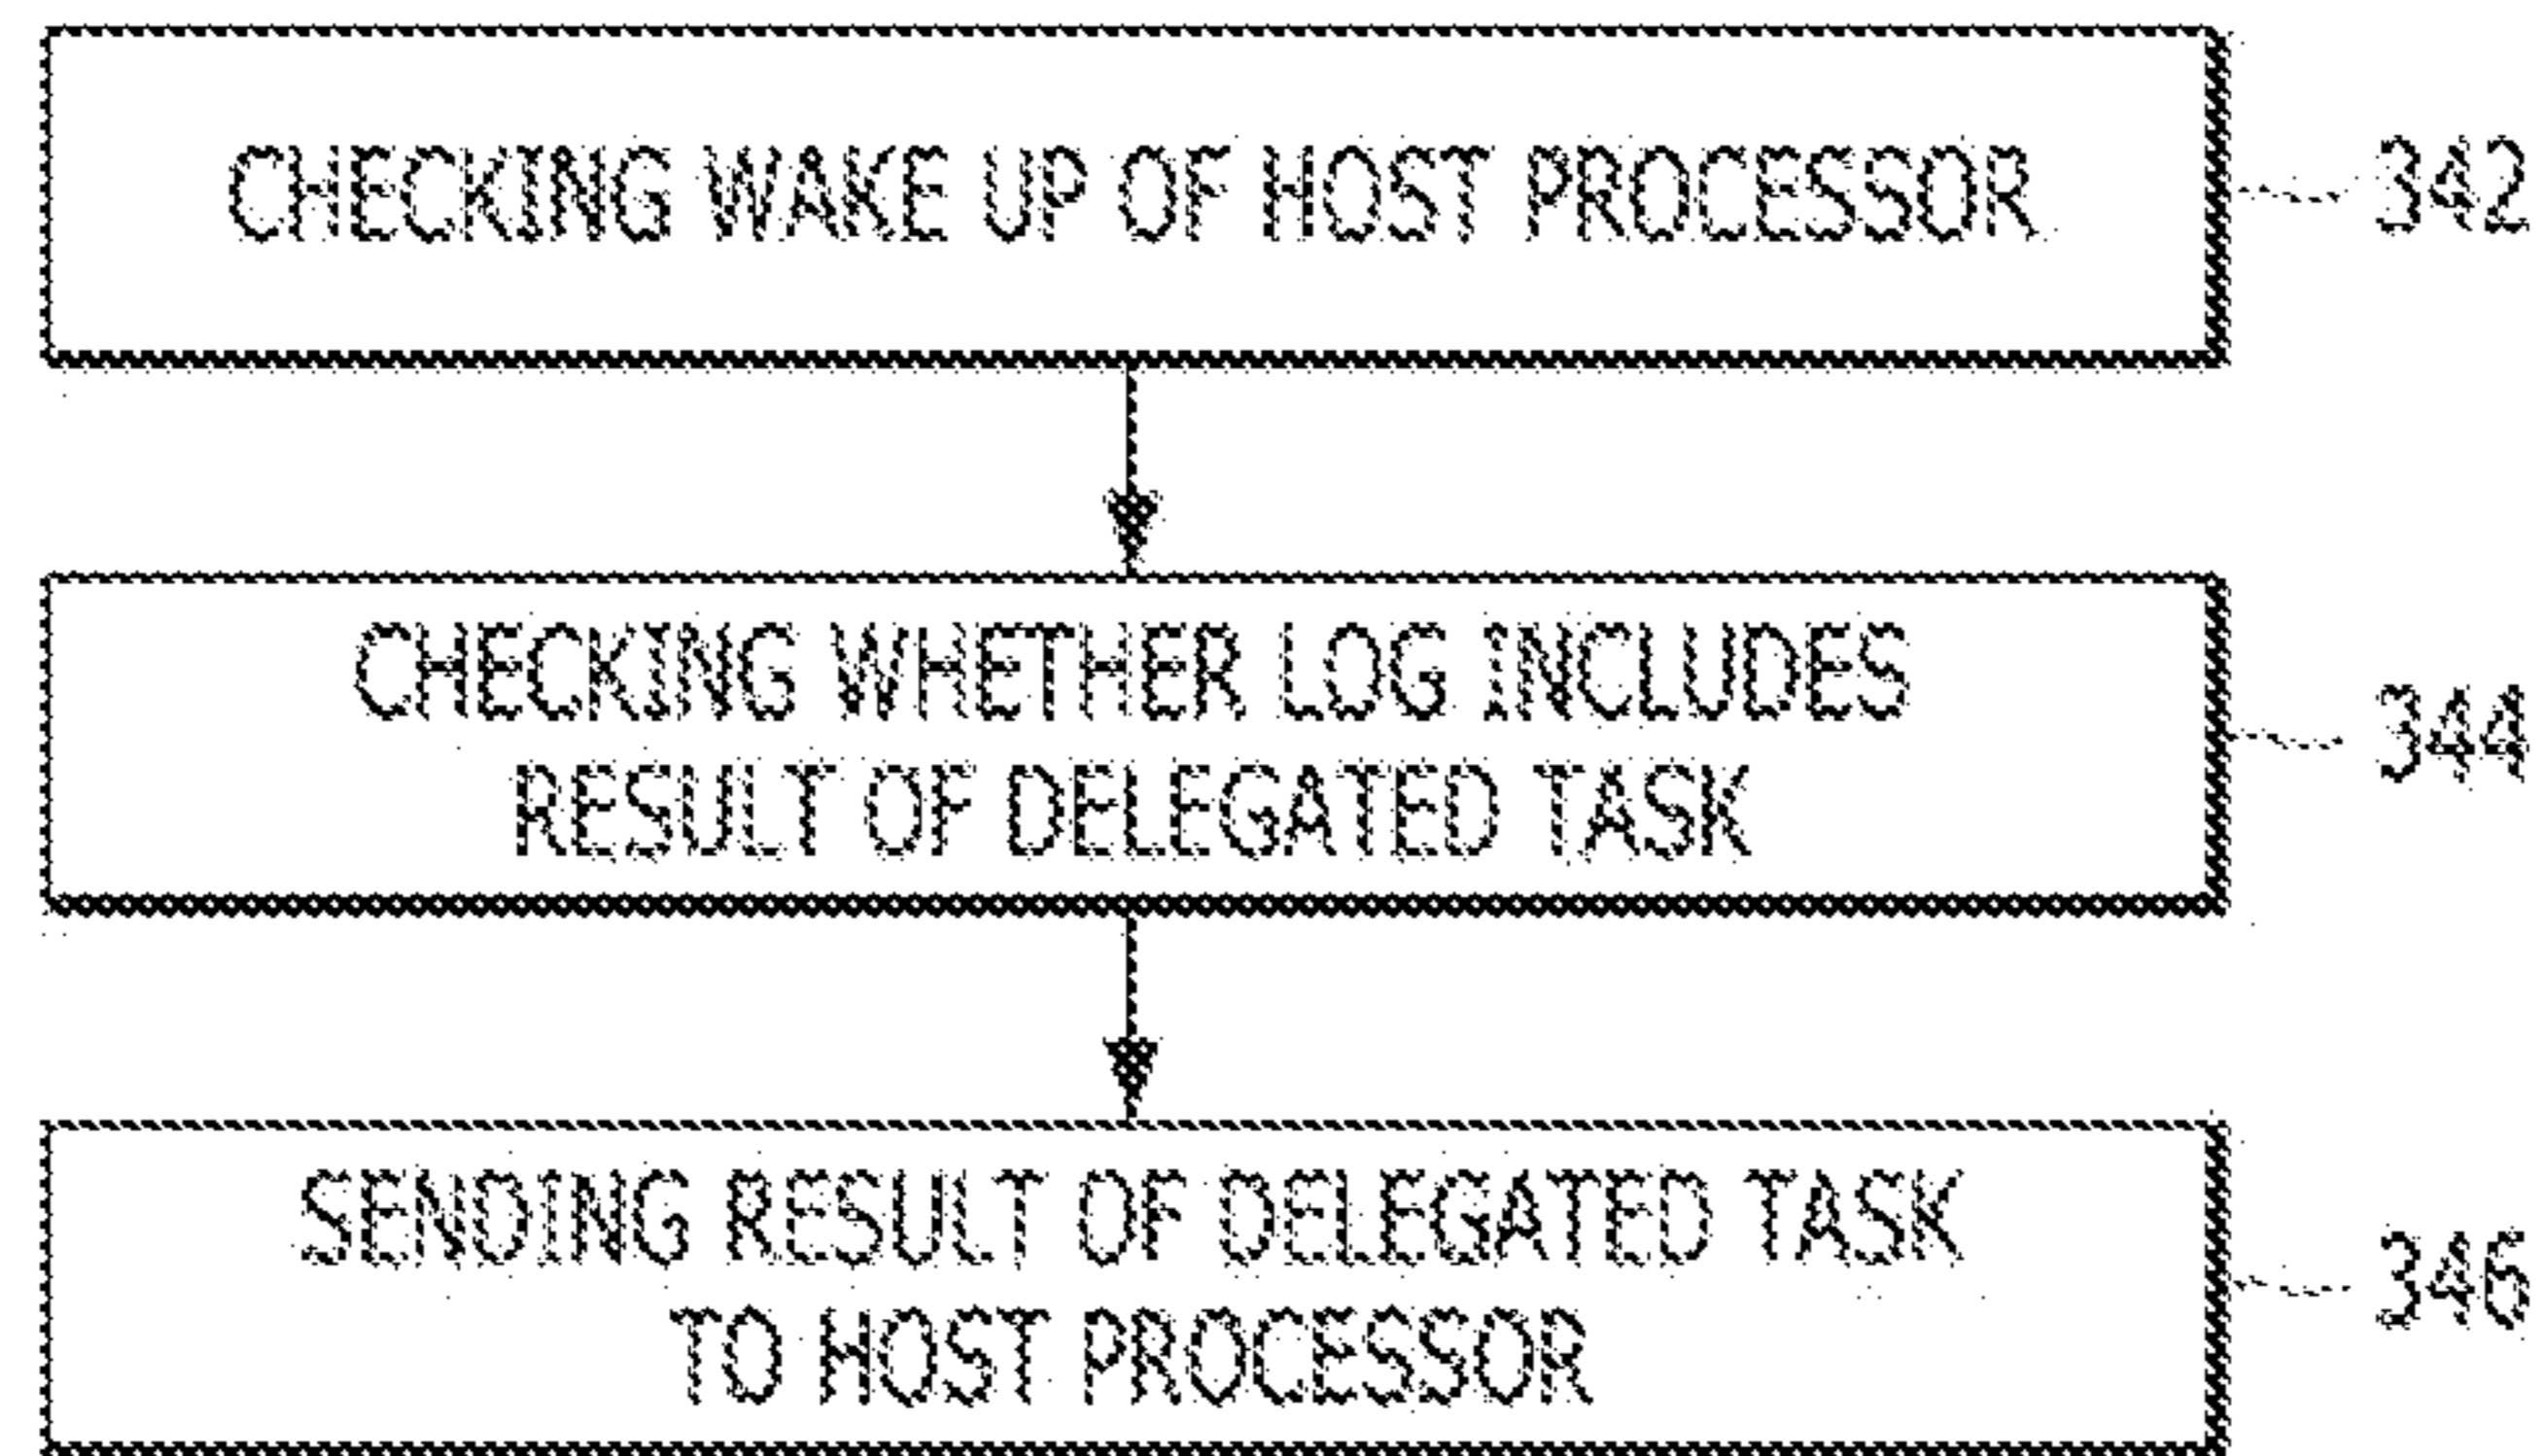 CHECKING WAKE UP OF HOST PROCESSOR
342
CHECKING WHETHER LOG INCLUDES
RESULT OF DELEGATED TASK
344
SENDING RESULT OF DELEGATED TASK
TO HOST PROCESSOR
346